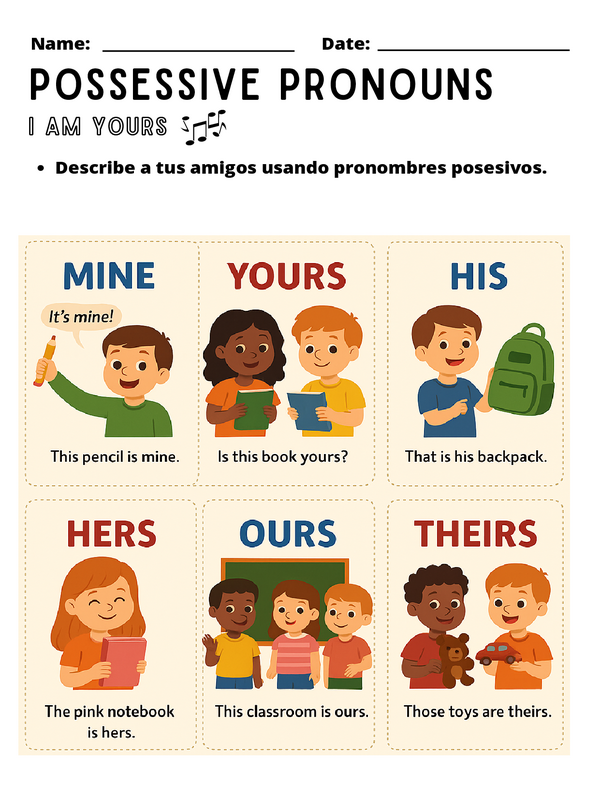 Name: ____________ Date: ____________
POSSESSIVE PRONOUNS
I AM YOURS
• Describe a tus amigos usando pronombres posesivos.
MINE
It's mine!
This pencil is mine.
YOURS
Is this book yours?
HIS
That is his backpack.
HERS
The pink notebook
is hers.
OURS
This classroom is ours.
THEIRS
Those toys are theirs.